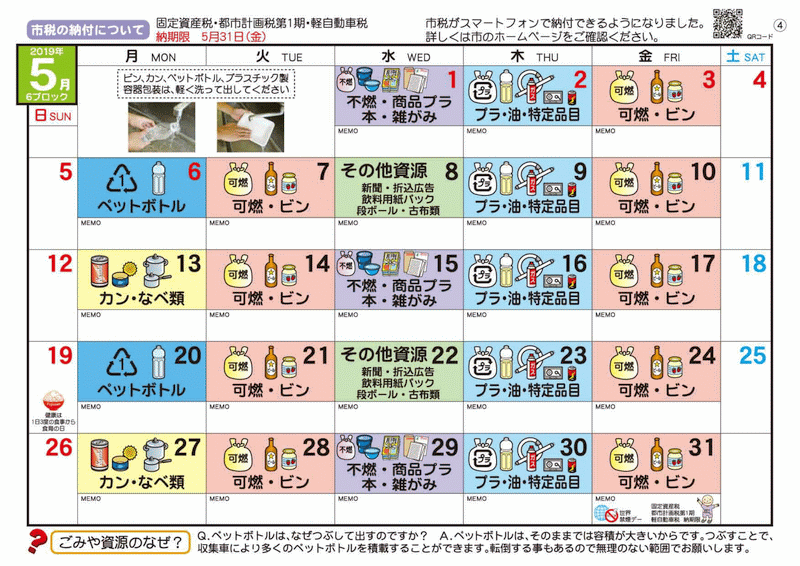 市税の納付について
固定資産税・都市計画税第1期・軽自動車税
納期限 5月31日(金)
市税がスマートフォンで納付できるようになりました。
詳しくは市のホームページをご確認ください。
QRコード
④
2019年
5月
6ブロック
日 SUN
月 MON
火 TUE
水 WED
木 THU
金 FRI
土 SAT
ビン、カン、ペットボトル、プラスチック製
容器包装は、軽く洗って出してください
不燃 1
不燃・商品プラ
本・雑がみ
MEMO
プラ 2
プラ・油・特定品目
MEMO
可燃 3
可燃・ビン
MEMO
4
5
1 6
ペットボトル
MEMO
可燃 7
可燃・ビン
MEMO
その他資源 8
新聞・折込広告
飲料用紙パック
段ボール・古布類
MEMO
プラ 9
プラ・油・特定品目
MEMO
可燃 10
可燃・ビン
MEMO
11
12
13
カン・なべ類
MEMO
可燃 14
可燃・ビン
MEMO
不燃 15
不燃・商品プラ
本・雑がみ
MEMO
プラ 16
プラ・油・特定品目
MEMO
可燃 17
可燃・ビン
MEMO
18
19
健康は
1日3度の食事から
食育の日
1 20
ペットボトル
MEMO
可燃 21
可燃・ビン
MEMO
その他資源 22
新聞・折込広告
飲料用紙パック
段ボール・古布類
MEMO
プラ 23
プラ・油・特定品目
MEMO
可燃 24
可燃・ビン
MEMO
25
26
27
カン・なべ類
MEMO
可燃 28
可燃・ビン
MEMO
不燃 29
不燃・商品プラ
本・雑がみ
MEMO
プラ 30
プラ・油・特定品目
MEMO
可燃 31
可燃・ビン
MEMO
世界
禁煙デー
固定資産税
都市計画税第1期
軽自動車税 納期限
ごみや資源のなぜ?
Q.ペットボトルは、なぜつぶして出すのですか? A.ペットボトルは、そのままでは容積が大きいからです。つぶすことで、
収集車により多くのペットボトルを積載することができます。転倒する事もあるので無理のない範囲でお願いします。